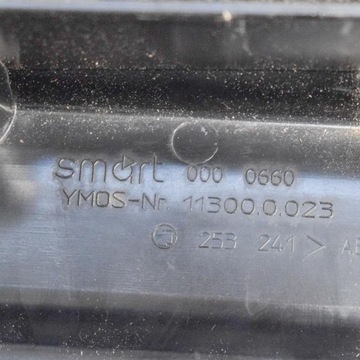 smart 000 0660
YMOS-Nr. 11300.0.023
253 241 >